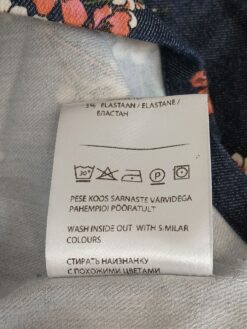 3% ELASTAAN / ELASTANE /
ЭЛАСТАН
30°
P
PESE KOOS SARNASTE VÄRVIDEGA
PAHEMPIDI PÖÖRATULT
WASH INSIDE OUT WITH SIMILAR
COLOURS
СТИРАТЬ НАИЗНАНКУ
С ПОХОЖИМИ ЦВЕТАМИ